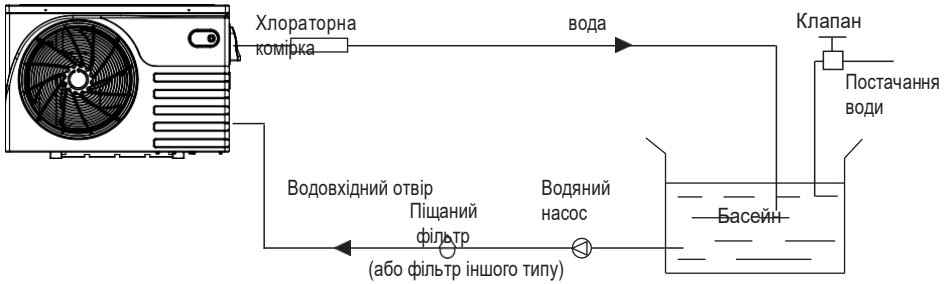 Хлораторна
комірка
вода
Клапан
Постачання
води
Водовхідний отвір
Піщаний
фільтр
(або фільтр іншого типу)
Водяний
насос
Басейн